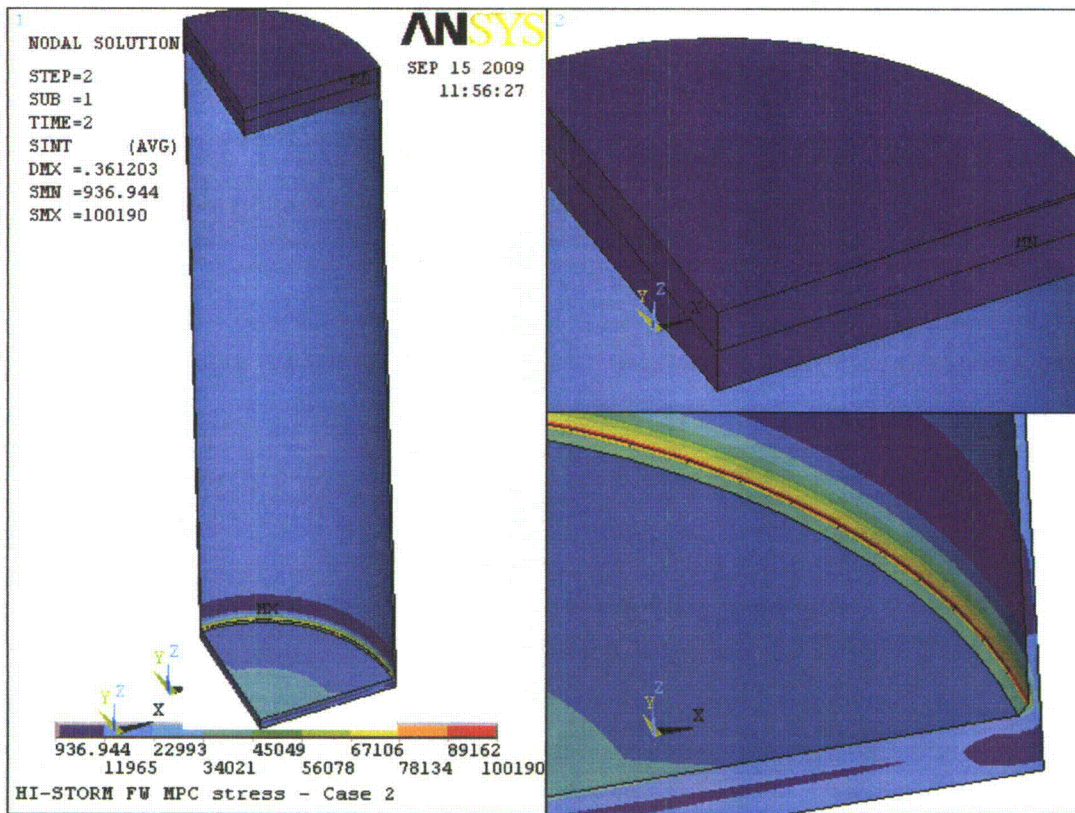 1
ANSYS
NODAL SOLUTION
SEP 15 2009
11:56:27
STEP=2
SUB =1
TIME=2
SINT (AVG)
DMX =.361203
SMN =936.944
SMX =100190
MN
MX
Y Z
Y Z X
936.944 22993 45049 67106 89162
11965 34021 56078 78134 100190
HI-STORM FW MPC stress - Case 2
2
MN
Y Z X
Y Z X